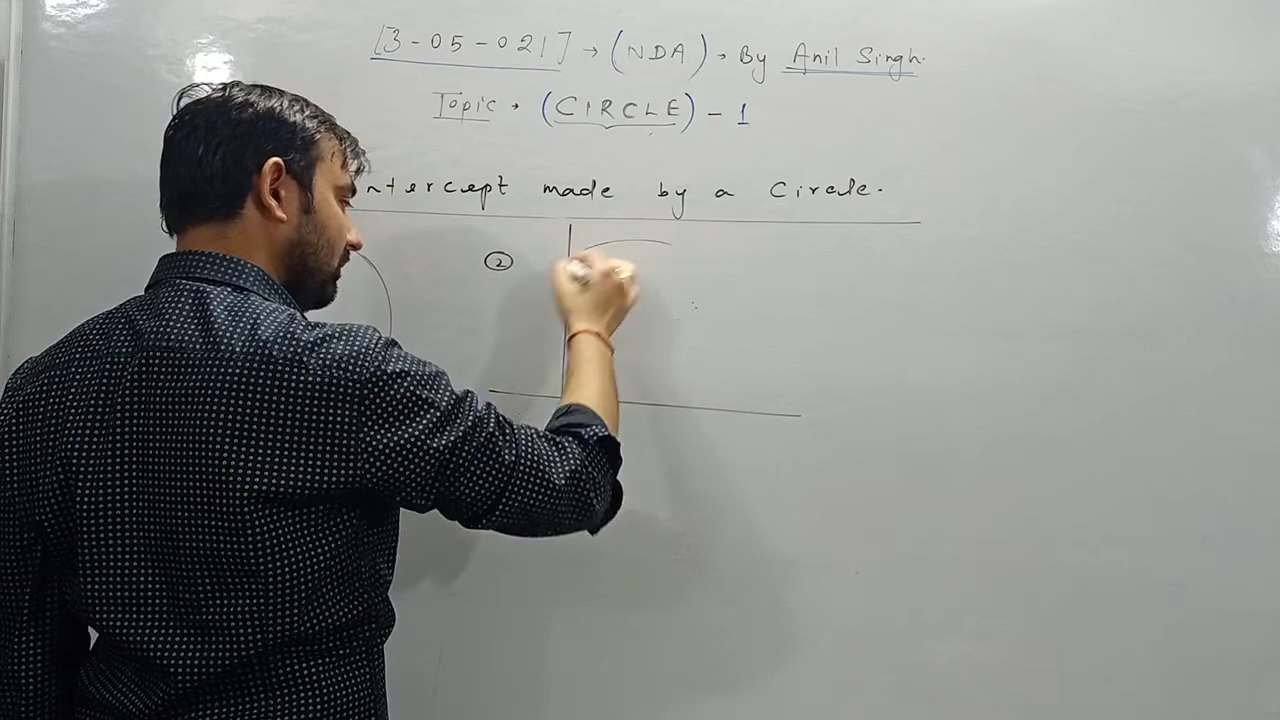 [3-05-021] → (NDA) → By Anil Singh.
Topic → (CIRCLE) - 1
ntercept made by a Circle.
②